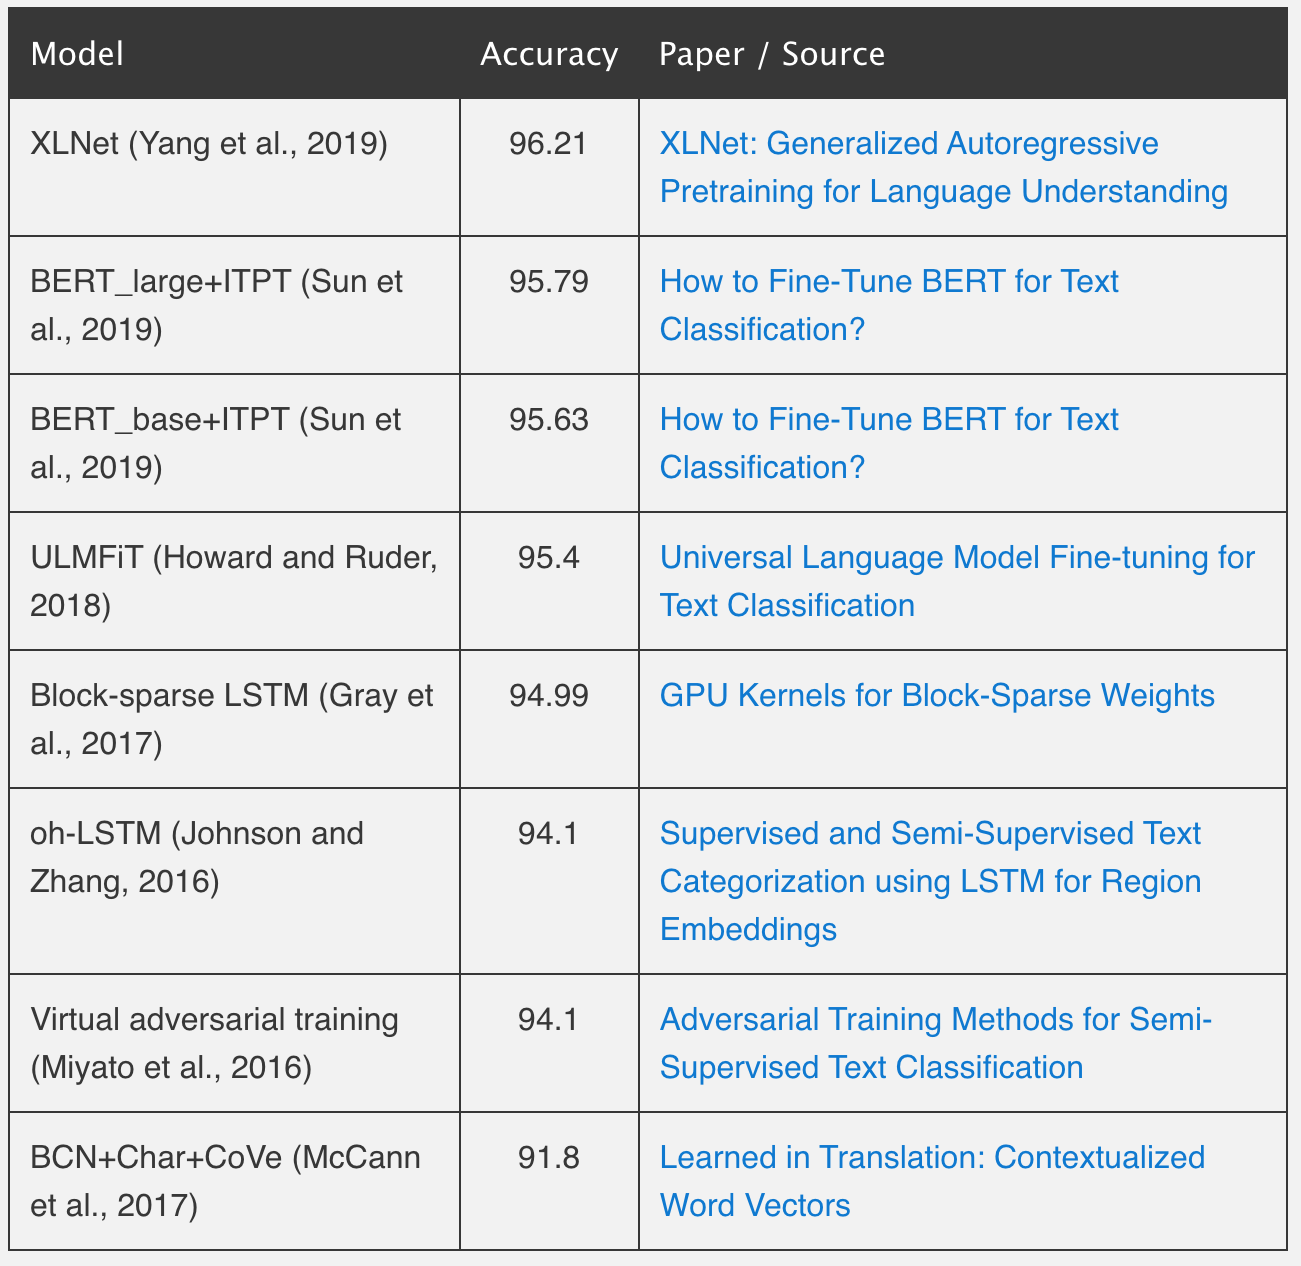 Model Accuracy Paper / Source
XLNet (Yang et al., 2019) 96.21 XLNet: Generalized Autoregressive
Pretraining for Language Understanding
BERT_large+ITPT (Sun et 95.79 How to Fine-Tune BERT for Text
al., 2019) Classification?
BERT_base+ITPT (Sun et 95.63 How to Fine-Tune BERT for Text
al., 2019) Classification?
ULMFiT (Howard and Ruder, 95.4 Universal Language Model Fine-tuning for
2018) Text Classification
Block-sparse LSTM (Gray et 94.99 GPU Kernels for Block-Sparse Weights
al., 2017)
oh-LSTM (Johnson and 94.1 Supervised and Semi-Supervised Text
Zhang, 2016) Categorization using LSTM for Region
Embeddings
Virtual adversarial training 94.1 Adversarial Training Methods for Semi-
(Miyato et al., 2016) Supervised Text Classification
BCN+Char+CoVe (McCann 91.8 Learned in Translation: Contextualized
et al., 2017) Word Vectors